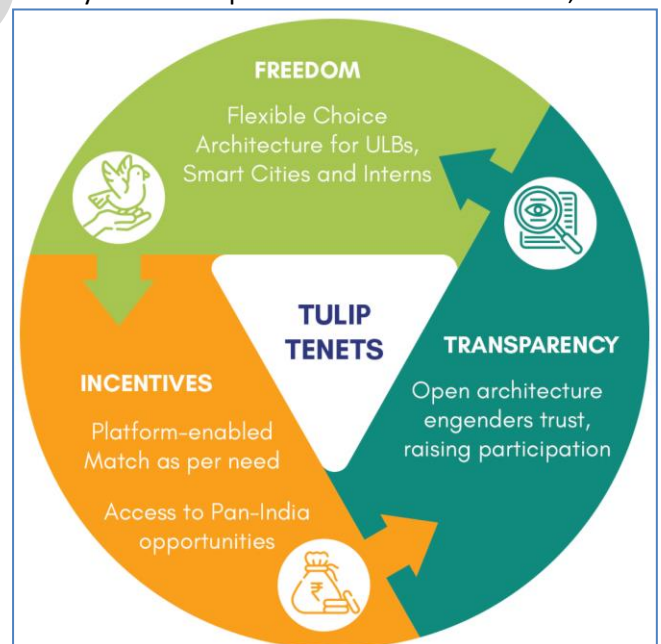 FREEDOM
Flexible Choice
Architecture for ULBs,
Smart Cities and Interns
TULIP
TENETS
TRANSPARENCY
Open architecture
engenders trust,
raising participation
INCENTIVES
Platform-enabled
Match as per need
Access to Pan-India
opportunities
₹